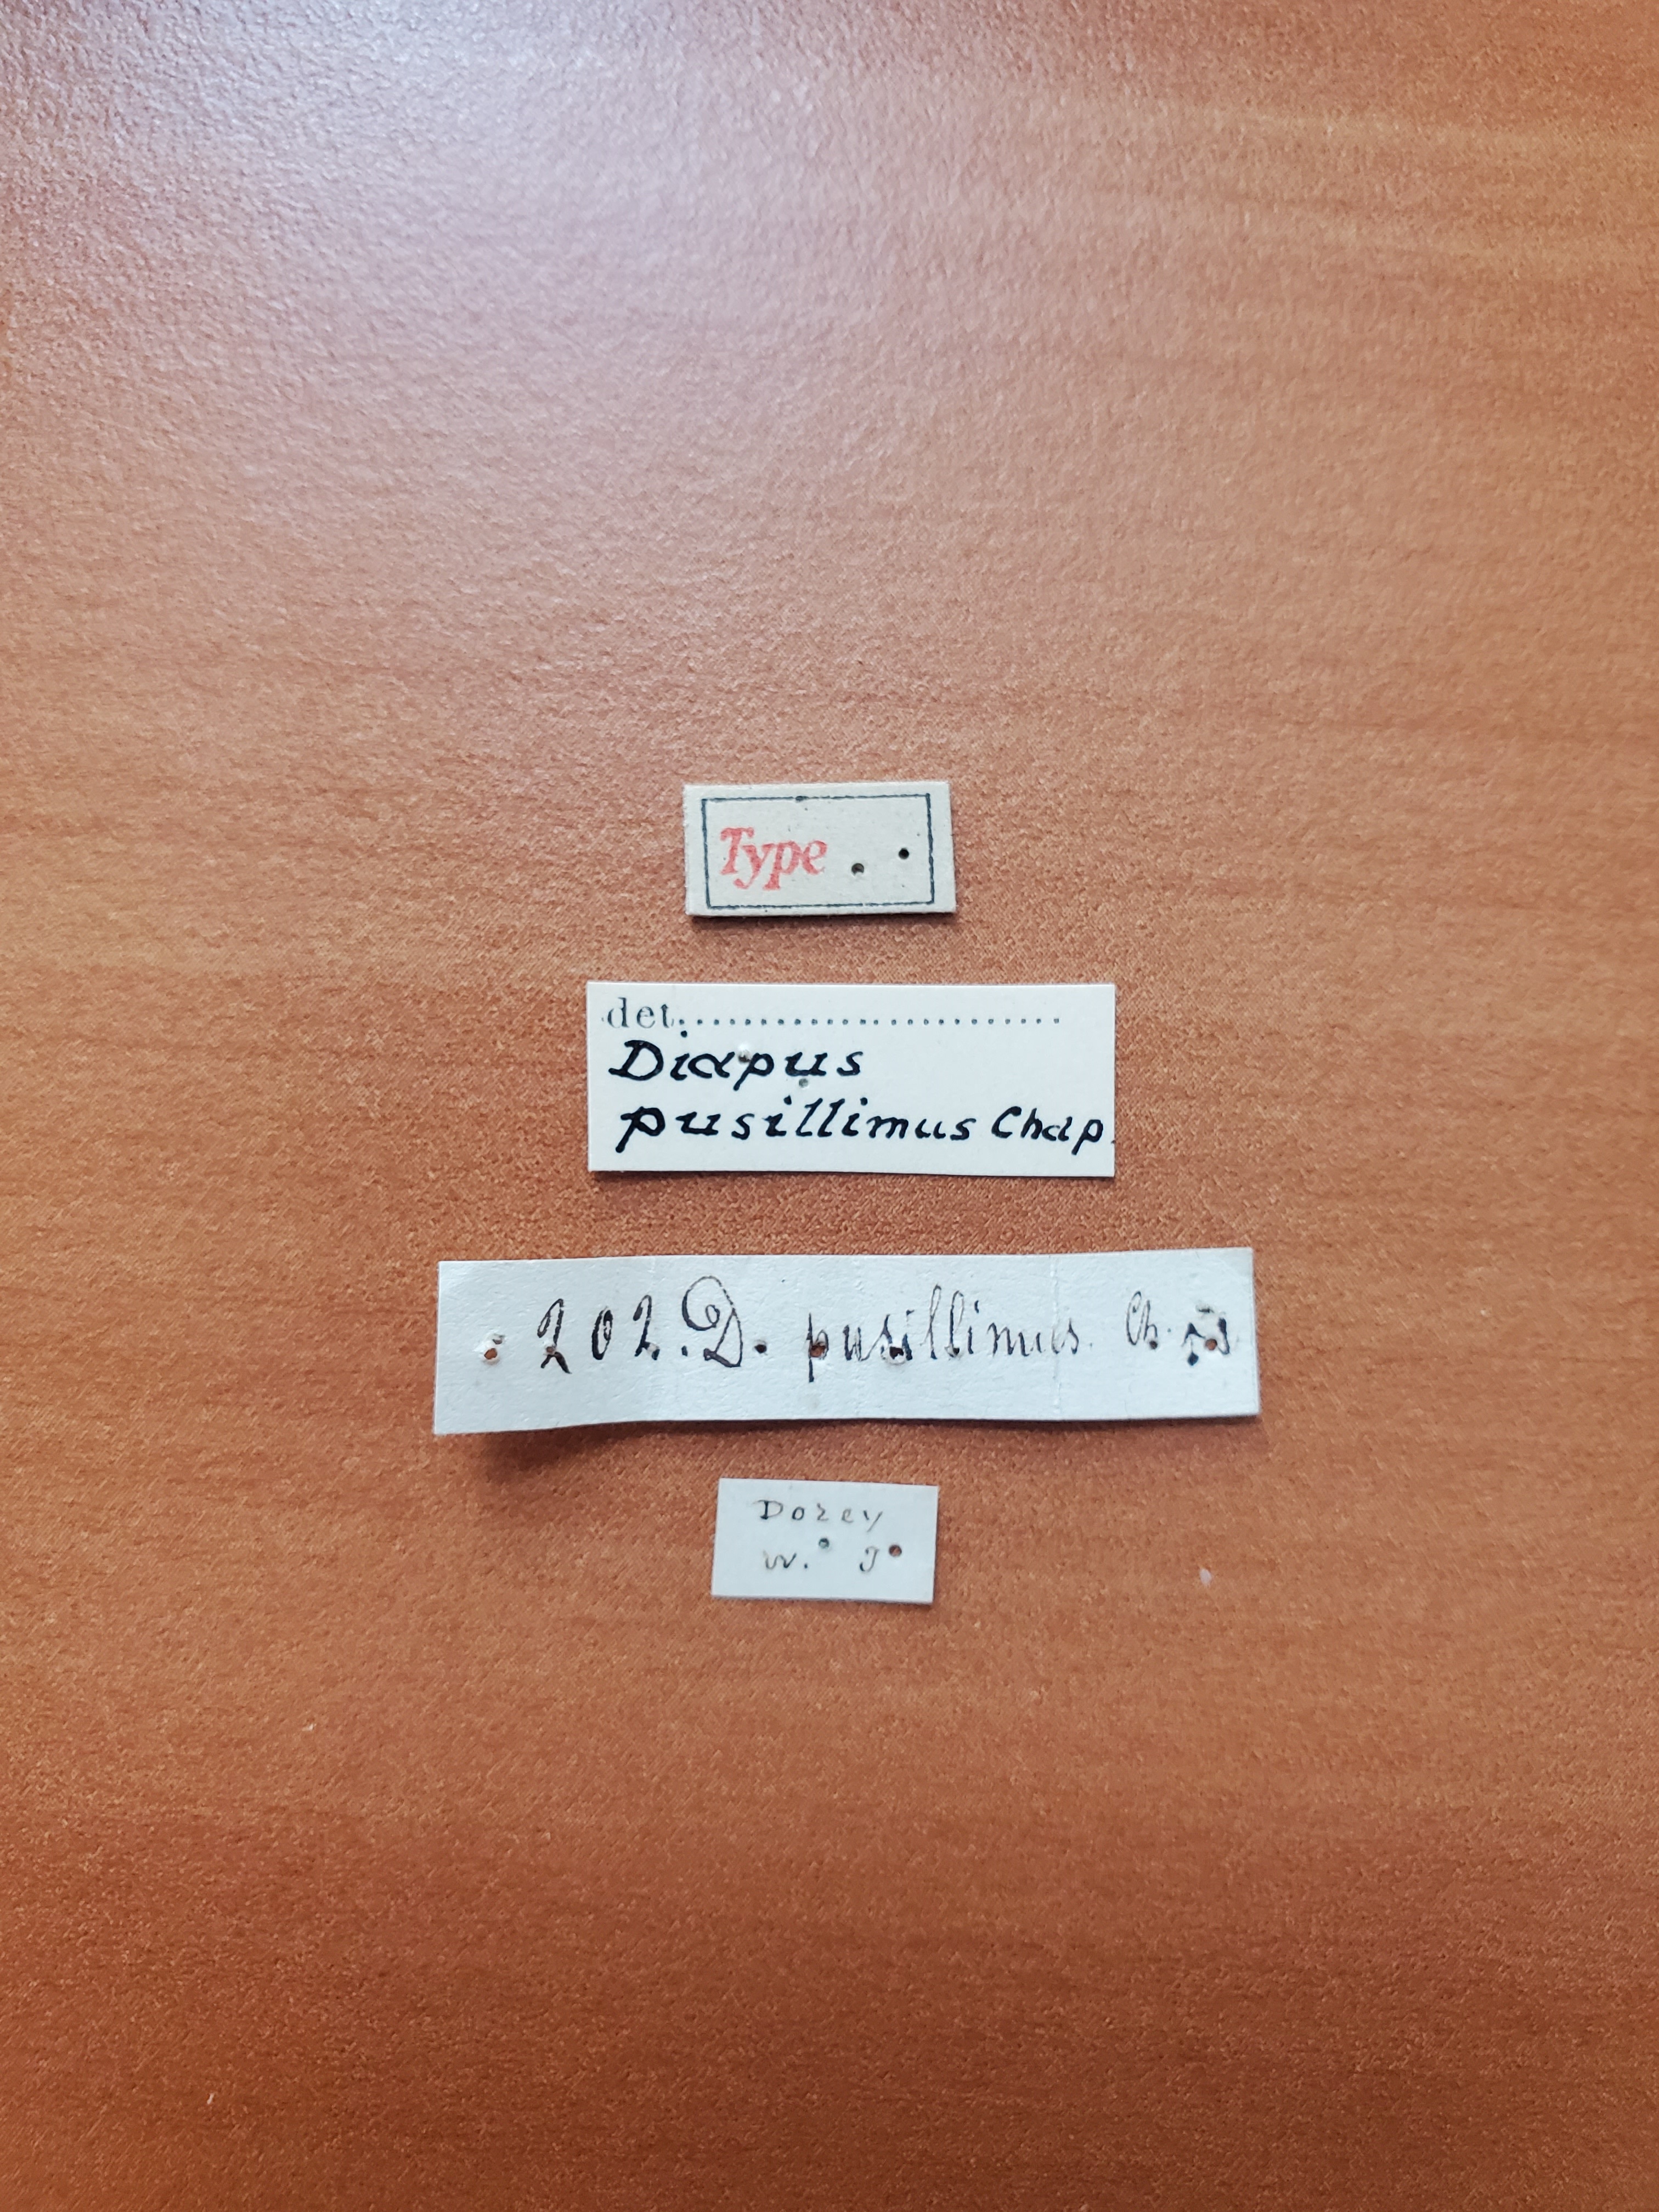 Type
det........................
Diapus
pusillimus Chap.
202. D. pusillimus. Ch.
Dorey
W.